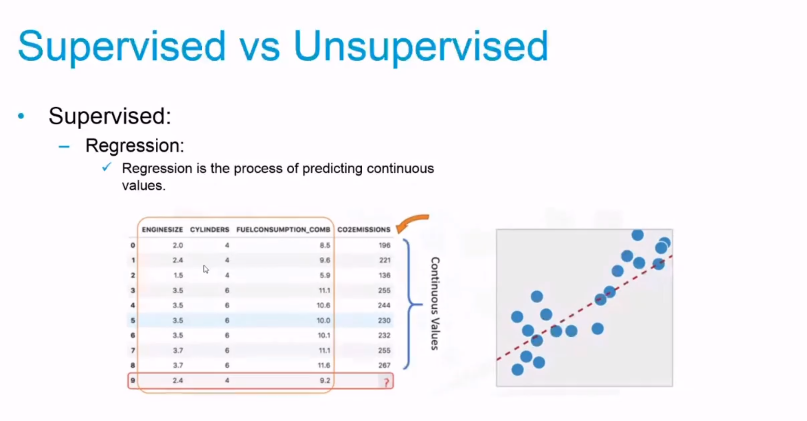 Supervised vs Unsupervised
• Supervised:
– Regression:
✓ Regression is the process of predicting continuous
values.
ENGINESIZE CYLINDERS FUELCONSUMPTION_COMB CO2EMISSIONS
0 2.0 4 8.5 196
1 2.4 4 9.6 221
2 1.5 4 5.9 136
3 3.5 6 11.1 255
4 3.5 6 10.6 244
5 3.5 6 10.0 230
6 3.5 6 10.1 232
7 3.7 6 11.1 255
8 3.7 6 11.6 267
9 2.4 4 9.2 ?
Continuous Values